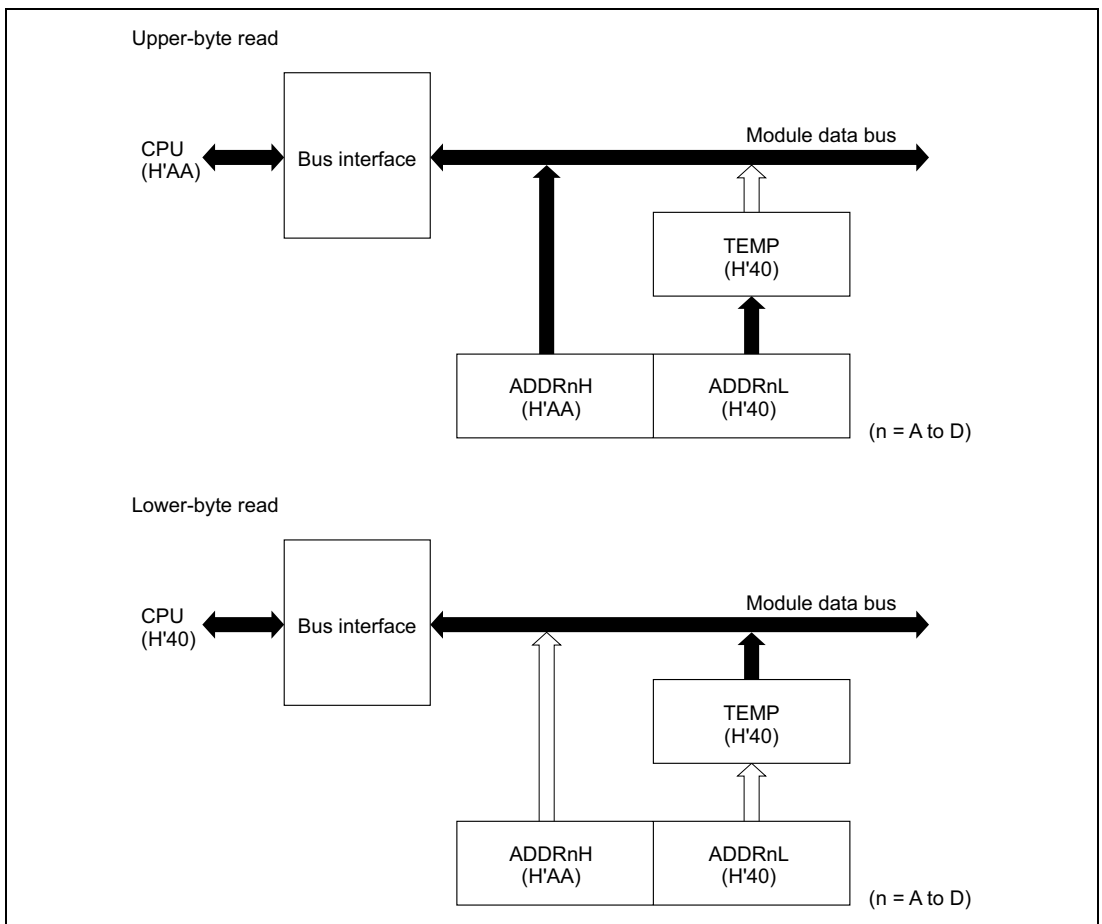 Upper-byte read
CPU
(H'AA)
Bus interface
Module data bus
TEMP
(H'40)
ADDRnH
(H'AA)
ADDRnL
(H'40)
(n = A to D)
Lower-byte read
CPU
(H'40)
Bus interface
Module data bus
TEMP
(H'40)
ADDRnH
(H'AA)
ADDRnL
(H'40)
(n = A to D)